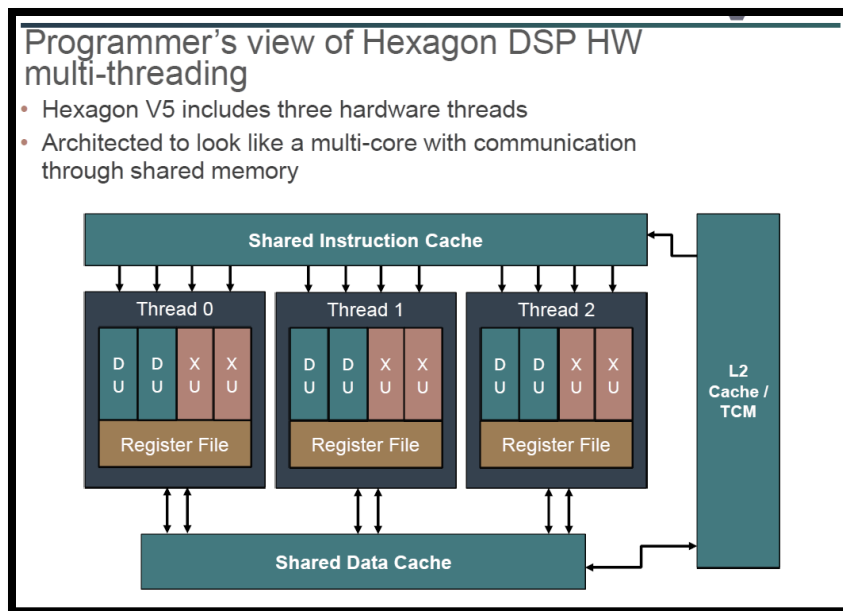 Programmer's view of Hexagon DSP HW
multi-threading
• Hexagon V5 includes three hardware threads
• Architected to look like a multi-core with communication
through shared memory
Shared Instruction Cache
Thread 0
D U
D U
X U
X U
Register File
Thread 1
D U
D U
X U
X U
Register File
Thread 2
D U
D U
X U
X U
Register File
L2
Cache /
TCM
Shared Data Cache